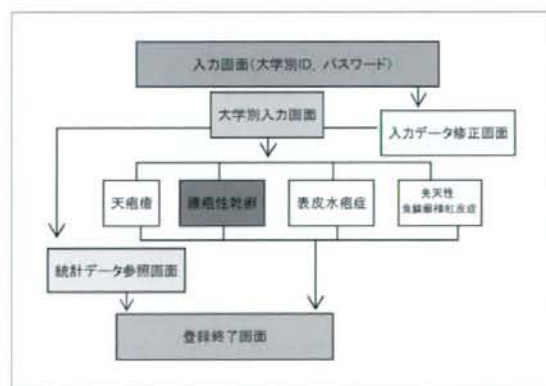 入力画面(大学別ID, パスワード)
大学別入力画面
入力データ修正画面
天疱瘡
膿疱性乾癬
表皮水疱症
先天性
魚鱗癬様紅皮症
統計データ参照画面
登録終了画面